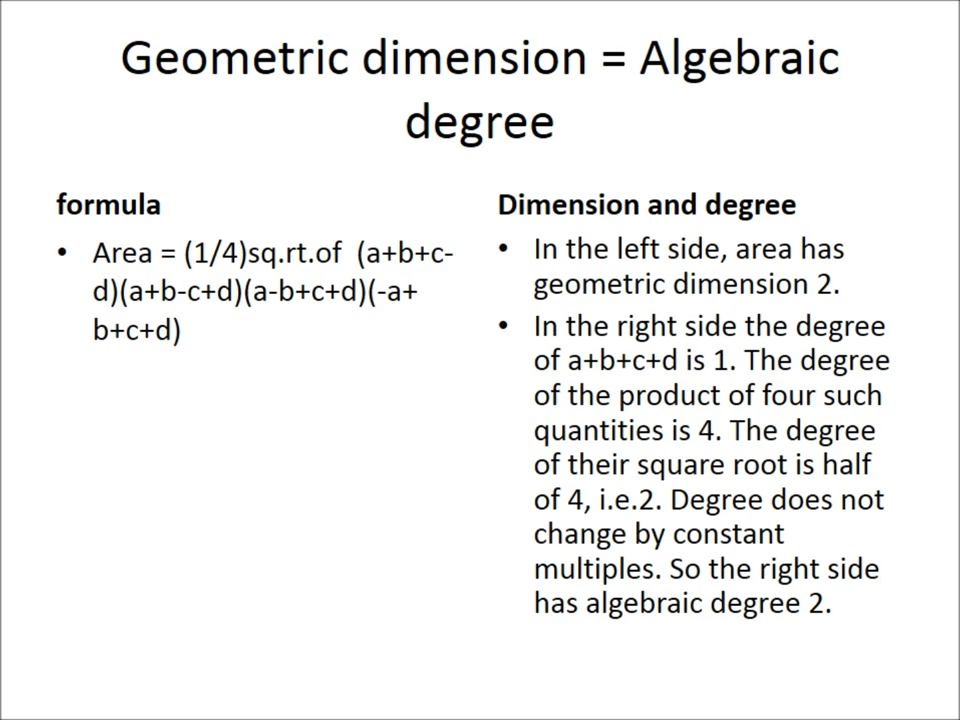 Geometric dimension = Algebraic
degree
formula
• Area = (1/4)sq.rt.of  (a+b+c-
d)(a+b-c+d)(a-b+c+d)(-a+
b+c+d)
Dimension and degree
• In the left side, area has
geometric dimension 2.
• In the right side the degree
of a+b+c+d is 1. The degree
of the product of four such
quantities is 4. The degree
of their square root is half
of 4, i.e.2. Degree does not
change by constant
multiples. So the right side
has algebraic degree 2.